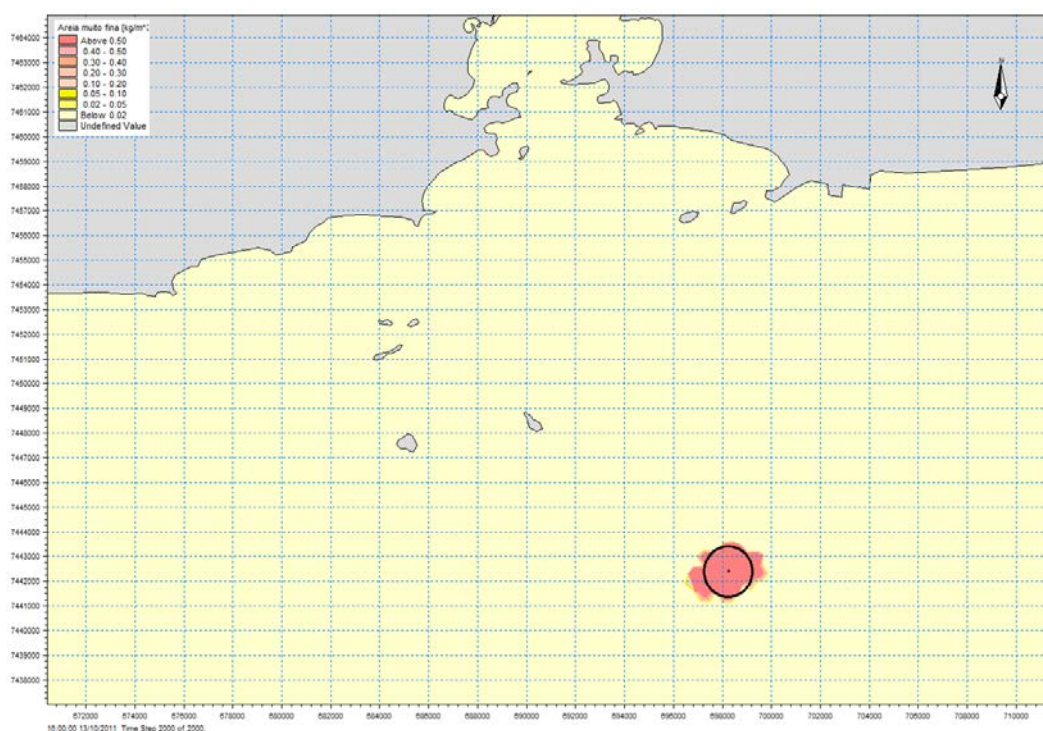 Areia muito fina [kg/m^
Above 0.50
0.40 - 0.50
0.30 - 0.40
0.20 - 0.30
0.10 - 0.20
0.05 - 0.10
0.02 - 0.05
Below 0.02
Undefined Value
N
7464000
7463000
7462000
7461000
7460000
7459000
7458000
7457000
7456000
7455000
7454000
7453000
7452000
7451000
7450000
7449000
7448000
7447000
7446000
7445000
7444000
7443000
7442000
7441000
7440000
7439000
7438000
672000 674000 676000 678000 680000 682000 684000 686000 688000 690000 692000 694000 696000 698000 700000 702000 704000 706000 708000 710000
16:00:00 13/10/2011 Time Step 2000 of 2000.